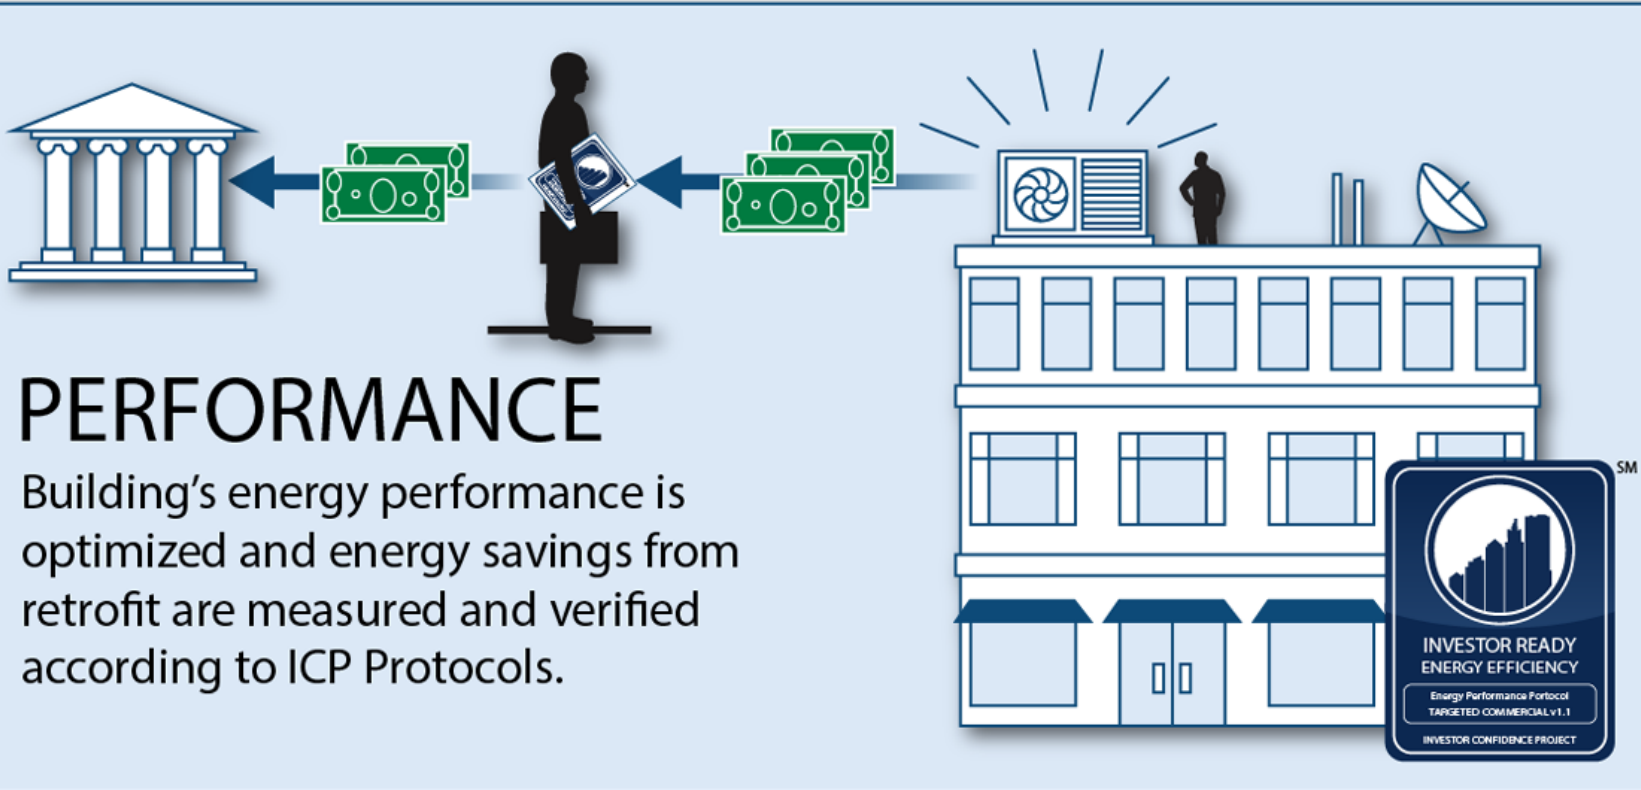 PERFORMANCE
Building’s energy performance is
optimized and energy savings from
retrofit are measured and verified
according to ICP Protocols.
SM
INVESTOR READY
ENERGY EFFICIENCY
Energy Performance Portocol
TARGETED COMMERCIAL v1.1
INVESTOR CONFIDENCE PROJECT